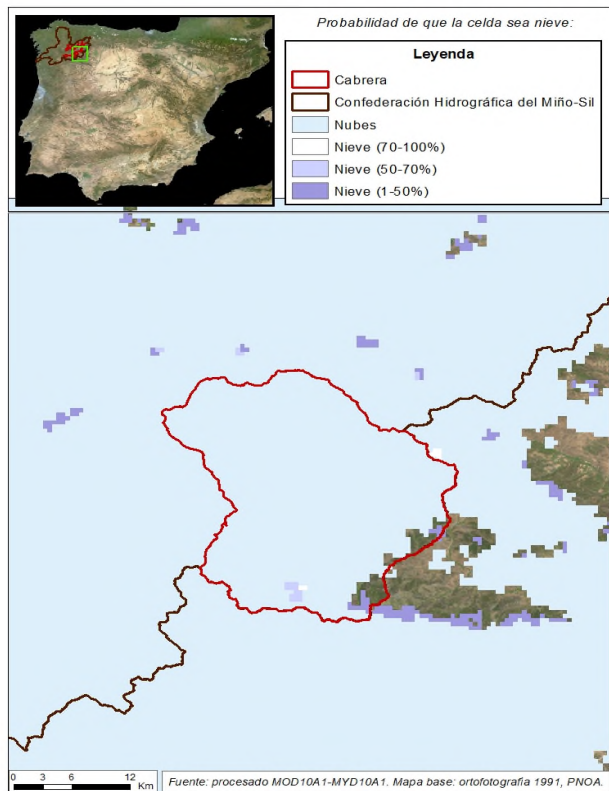 Probabilidad de que la celda sea nieve:
Leyenda
Cabrera
Confederación Hidrográfica del Miño-Sil
Nubes
Nieve (70-100%)
Nieve (50-70%)
Nieve (1-50%)
0 3 6 12
Km
Fuente: procesado MOD10A1-MYD10A1. Mapa base: ortofotografía 1991, PNOA.